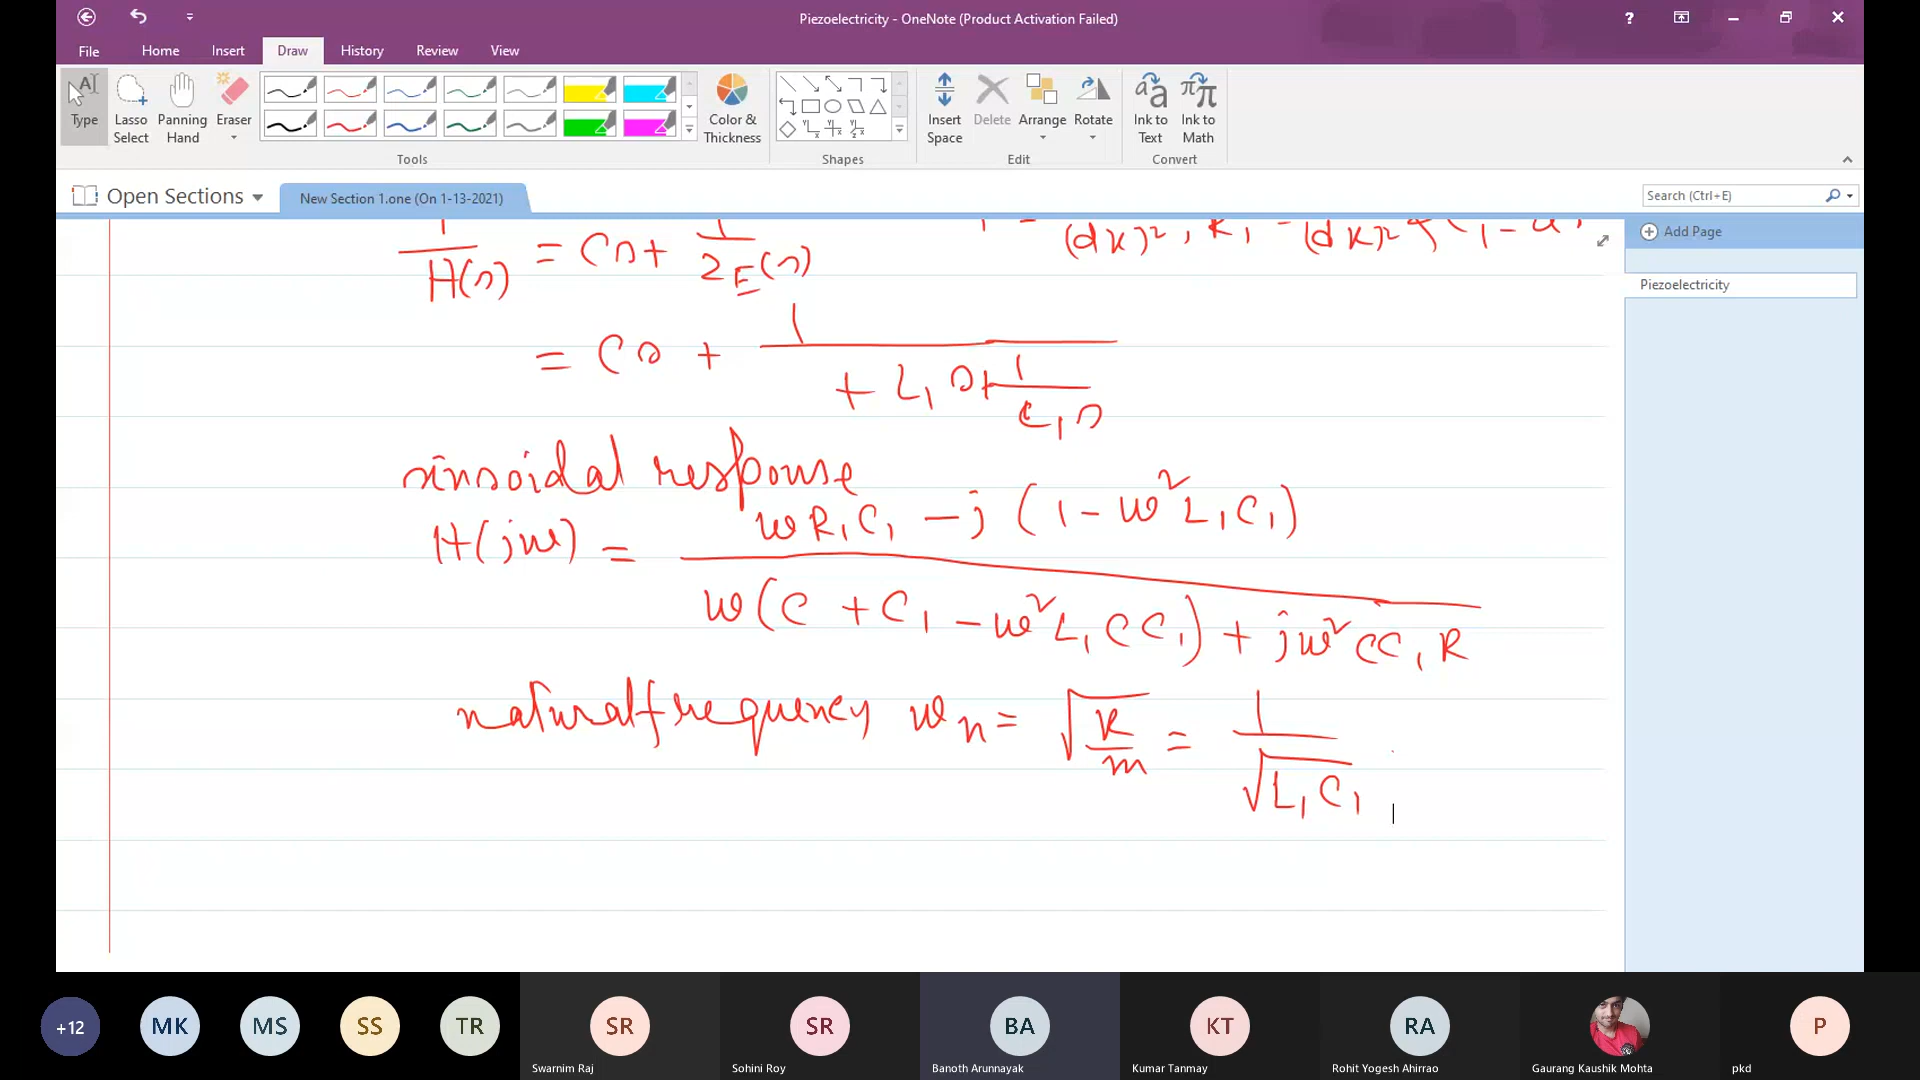 Piezoelectricity - OneNote (Product Activation Failed)
?
File Home Insert Draw History Review View
Type
Lasso Select
Panning Hand
Eraser
Color & Thickness
Insert Space
Delete
Arrange
Rotate
Ink to Text
Ink to Math
Tools
Shapes
Edit
Convert
Open Sections
New Section 1.one (On 1-13-2021)
Search (Ctrl+E)
Add Page
Piezoelectricity
1/H(s) = Cs + 1/Z_E(s)
= Cs + 1/(+ L₁s + 1/(C₁s))
sinsoidal response
H(jw) = (wR₁C₁ - j(1 - w²L₁C₁))/(w(C + C₁ - w²L₁CC₁) + jw²CC₁R)
natural frequency wn = √(k/m) = 1/√(L₁C₁)
+12
MK
MS
SS
TR
SR
SR
BA
KT
RA
P
Swarnim Raj
Sohini Roy
Banoth Arunnayak
Kumar Tanmay
Rohit Yogesh Ahirrao
Gaurang Kaushik Mohta
pkd